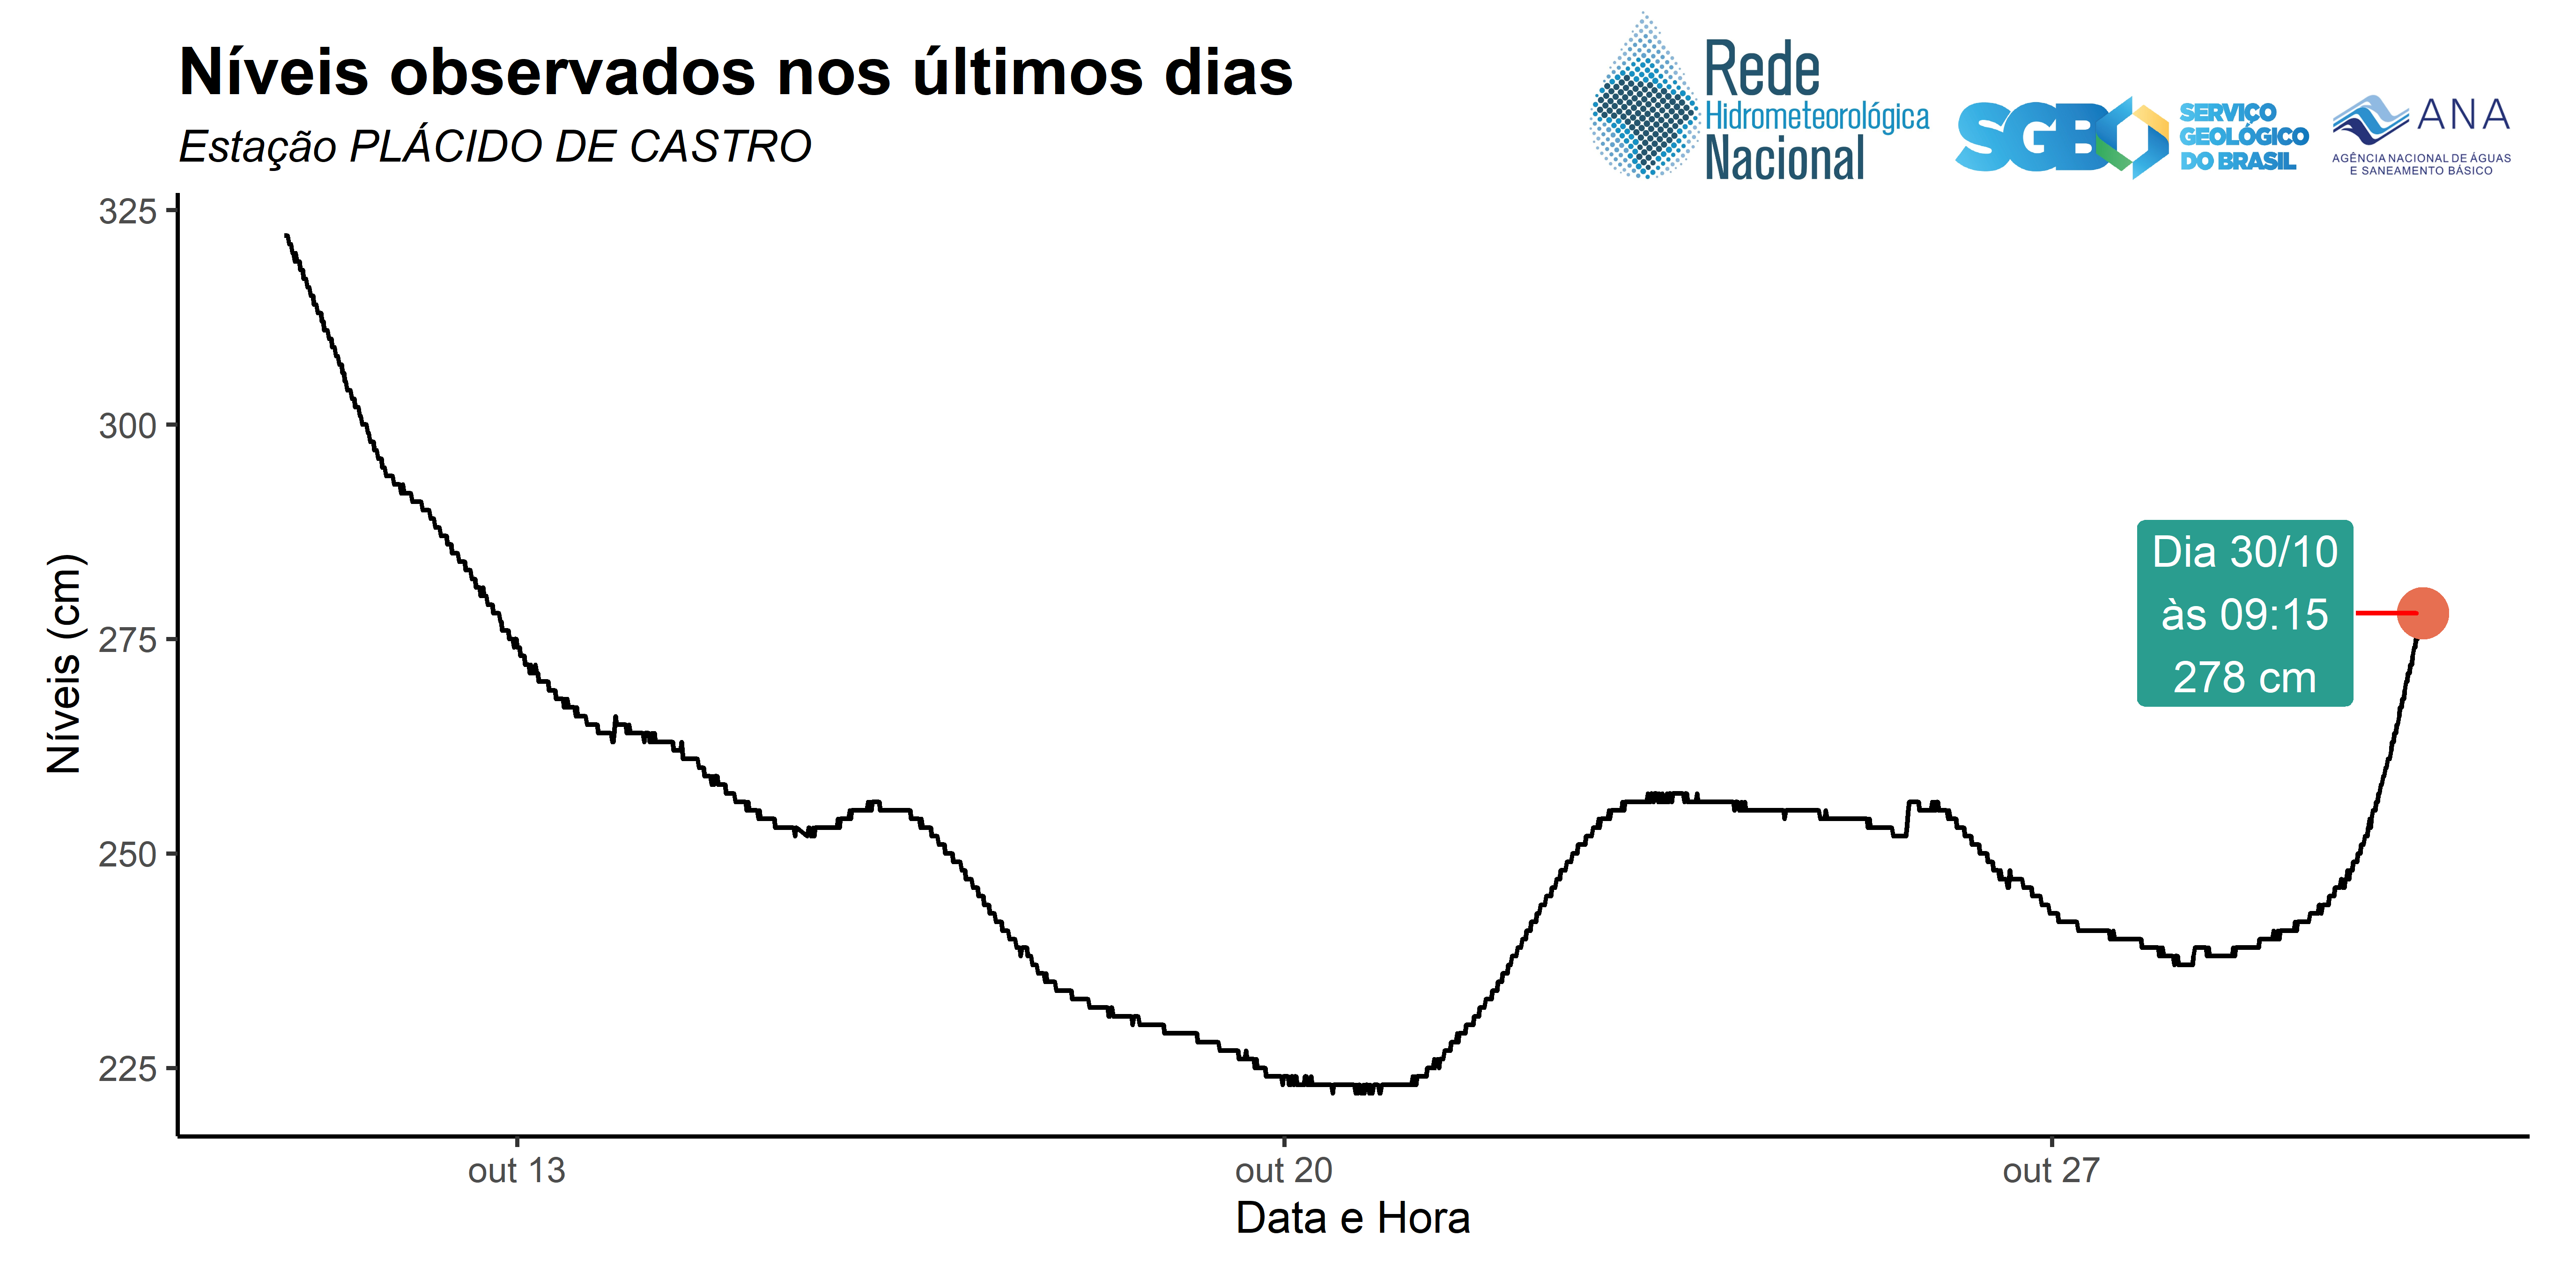 Níveis observados nos últimos dias
Estação PLÁCIDO DE CASTRO
Rede
Hidrometeorológica
Nacional
SGB
SERVIÇO
GEOLÓGICO
DO BRASIL
ANA
AGÊNCIA NACIONAL DE ÁGUAS
E SANEAMENTO BÁSICO
325
300
275
250
225
Níveis (cm)
Dia 30/10
às 09:15
278 cm
out 13
out 20
out 27
Data e Hora